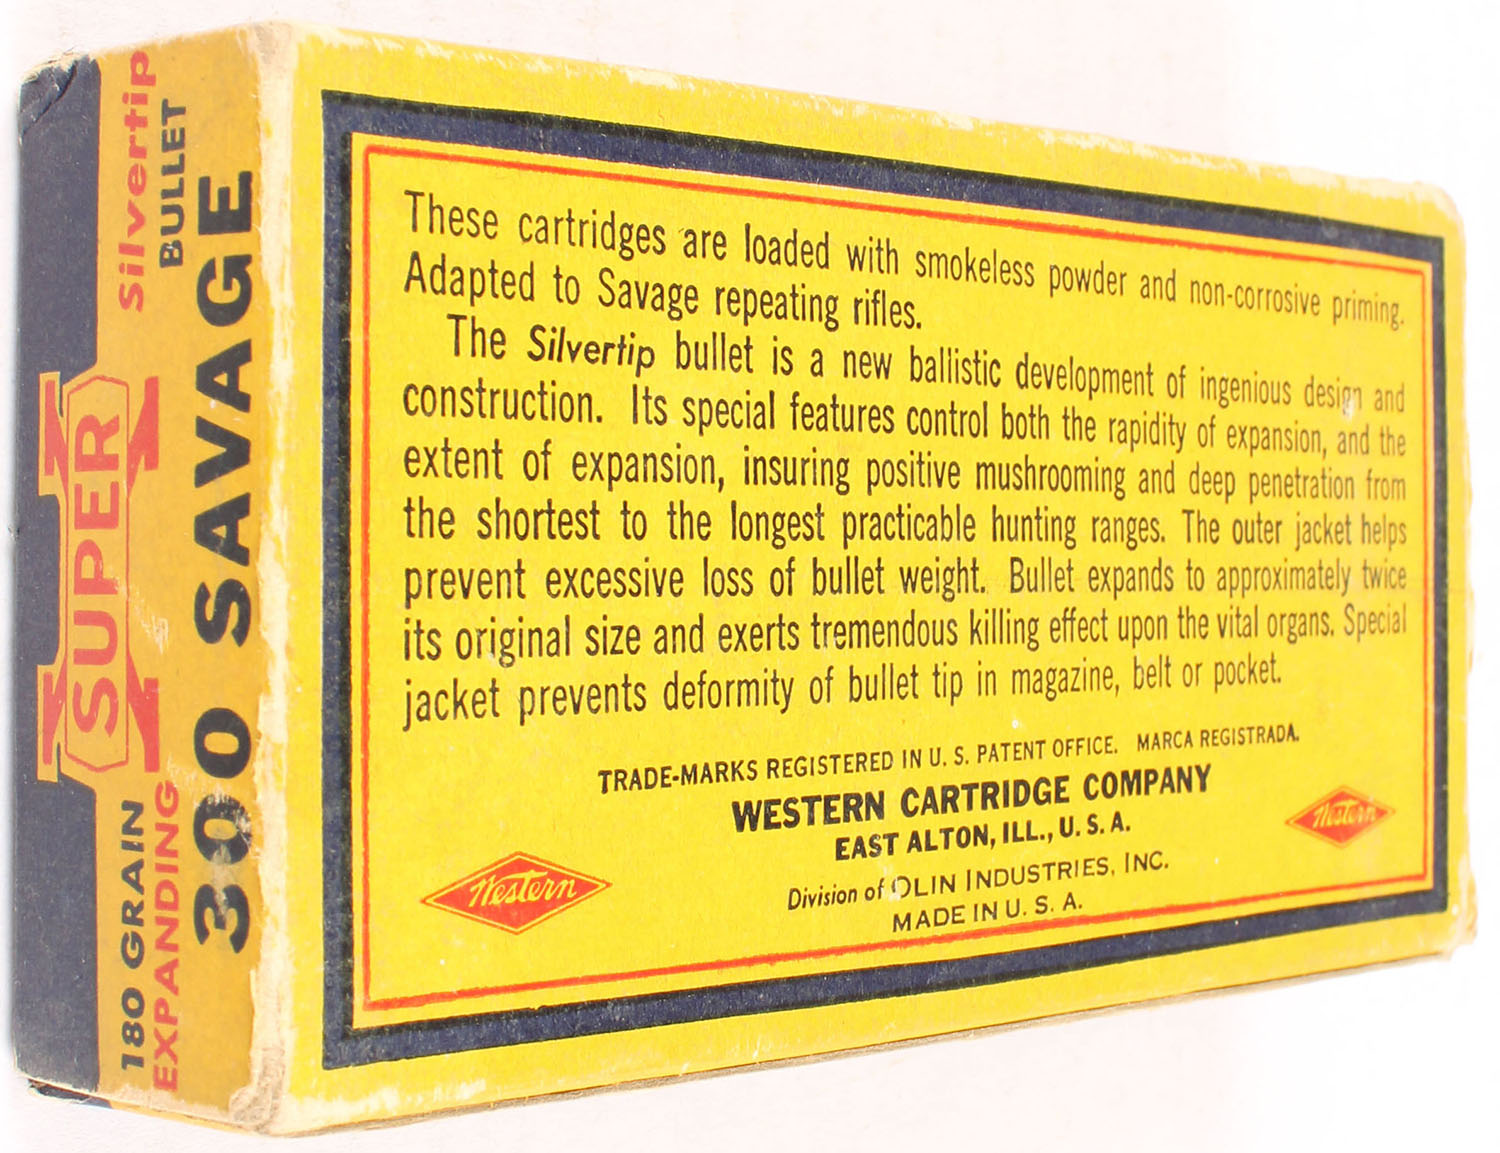 180 GRAIN SUPER X Silvertip
EXPANDING BULLET
300 SAVAGE
These cartridges are loaded with smokeless powder and non-corrosive priming.
Adapted to Savage repeating rifles.
The Silvertip bullet is a new ballistic development of ingenious design and
construction. Its special features control both the rapidity of expansion, and the
extent of expansion, insuring positive mushrooming and deep penetration from
the shortest to the longest practicable hunting ranges. The outer jacket helps
prevent excessive loss of bullet weight. Bullet expands to approximately twice
its original size and exerts tremendous killing effect upon the vital organs. Special
jacket prevents deformity of bullet tip in magazine, belt or pocket.
TRADE-MARKS REGISTERED IN U. S. PATENT OFFICE. MARCA REGISTRADA.
WESTERN CARTRIDGE COMPANY
EAST ALTON, ILL., U. S. A.
Division of OLIN INDUSTRIES, INC.
MADE IN U. S. A.
Western
Western